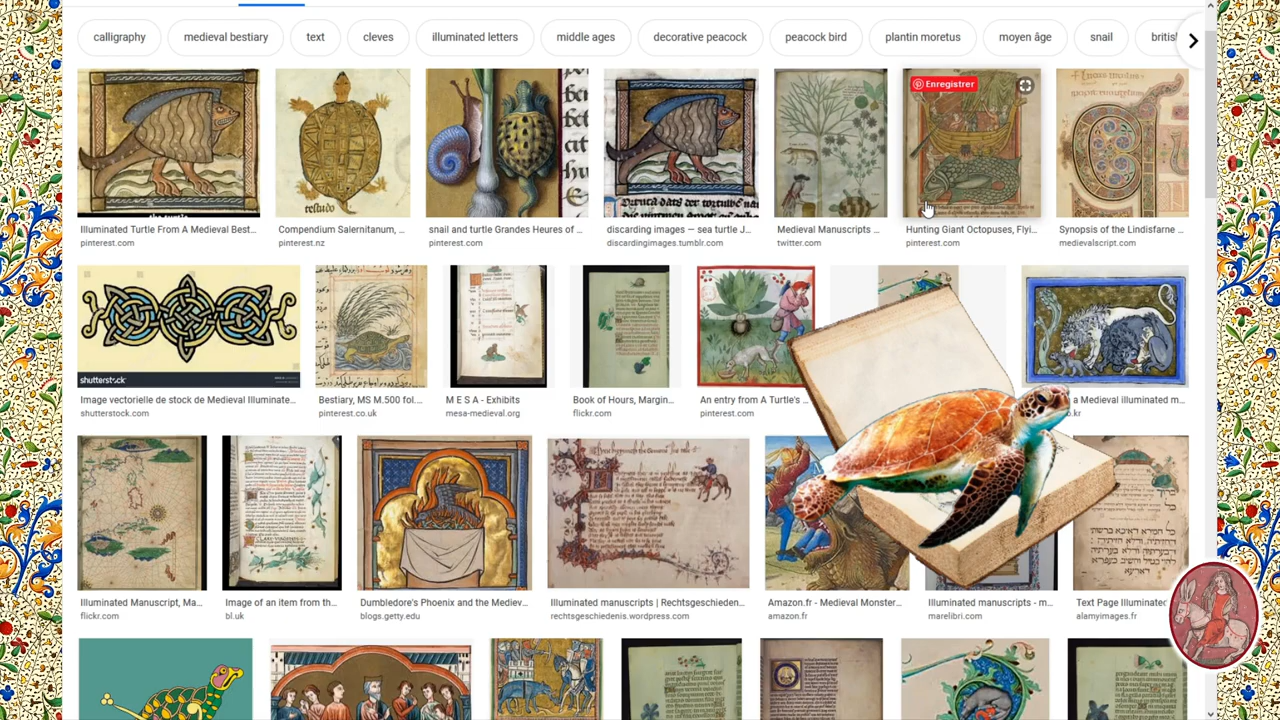 calligraphy
medieval bestiary
text
cleves
illuminated letters
middle ages
decorative peacock
peacock bird
plantin moretus
moyen âge
snail
Enregistrer
testudo
the turtle
Illuminated Turtle From A Medieval Best...
pinterest.com
Compendium Salernitanum, ...
pinterest.nz
snail and turtle Grandes Heures of ...
pinterest.com
discarding images — sea turtle J...
discardingimages.tumblr.com
Medieval Manuscripts ...
twitter.com
Hunting Giant Octopuses, Flyi...
pinterest.com
Synopsis of the Lindisfarne ...
medievalscript.com
shutterstock
Image vectorielle de stock de Medieval Illuminate...
shutterstock.com
Bestiary, MS M.500 fol....
pinterest.co.uk
M E S A - Exhibits
mesa-medieval.org
Book of Hours, Margin...
flickr.com
An entry from A Turtle's ...
pinterest.com
a Medieval illuminated m...
Illuminated Manuscript, Ma...
flickr.com
Image of an item from th...
bl.uk
Dumbledore's Phoenix and the Mediev...
blogs.getty.edu
Illuminated manuscripts | Rechtsgeschieden...
rechtsgeschiedenis.wordpress.com
Amazon.fr - Medieval Monster...
amazon.fr
Illuminated manuscripts - m...
marelibri.com
Text Page Illuminated
alamyimages.fr